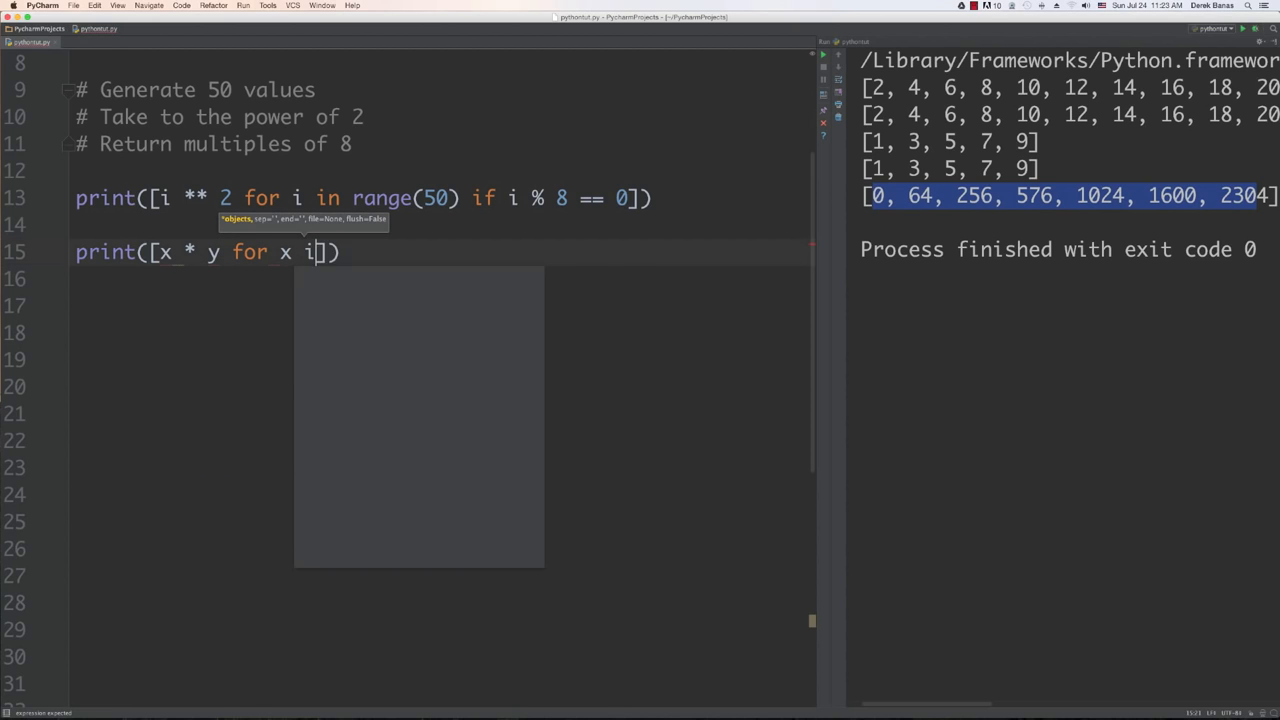 PyCharm File Edit View Navigate Code Refactor Run Tools VCS Window Help
10 Sun Jul 24 11:23 AM Derek Banas
pythontut.py - PycharmProjects - [~/PycharmProjects]
PycharmProjects pythontut.py
pythontut
pythontut.py
Run: pythontut
8
9 # Generate 50 values
10 # Take to the power of 2
11 # Return multiples of 8
12
13 print([i ** 2 for i in range(50) if i % 8 == 0])
14
*objects, sep=' ', end='', file=None, flush=False
15 print([x * y for x i])
16
17
18
19
20
21
22
23
24
25
26
27
28
29
30
31
/Library/Frameworks/Python.framewor
[2, 4, 6, 8, 10, 12, 14, 16, 18, 20
[2, 4, 6, 8, 10, 12, 14, 16, 18, 20
[1, 3, 5, 7, 9]
[1, 3, 5, 7, 9]
[0, 64, 256, 576, 1024, 1600, 2304]
Process finished with exit code 0
expression expected
15:23 LF÷ UTF-8÷